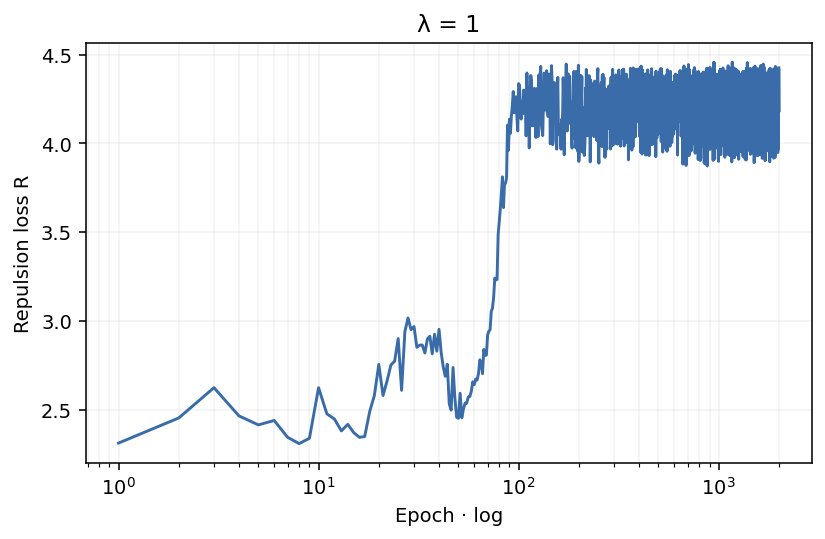 λ = 1
Repulsion loss R
4.5
4.0
3.5
3.0
2.5
10⁰ 10¹ 10² 10³
Epoch · log